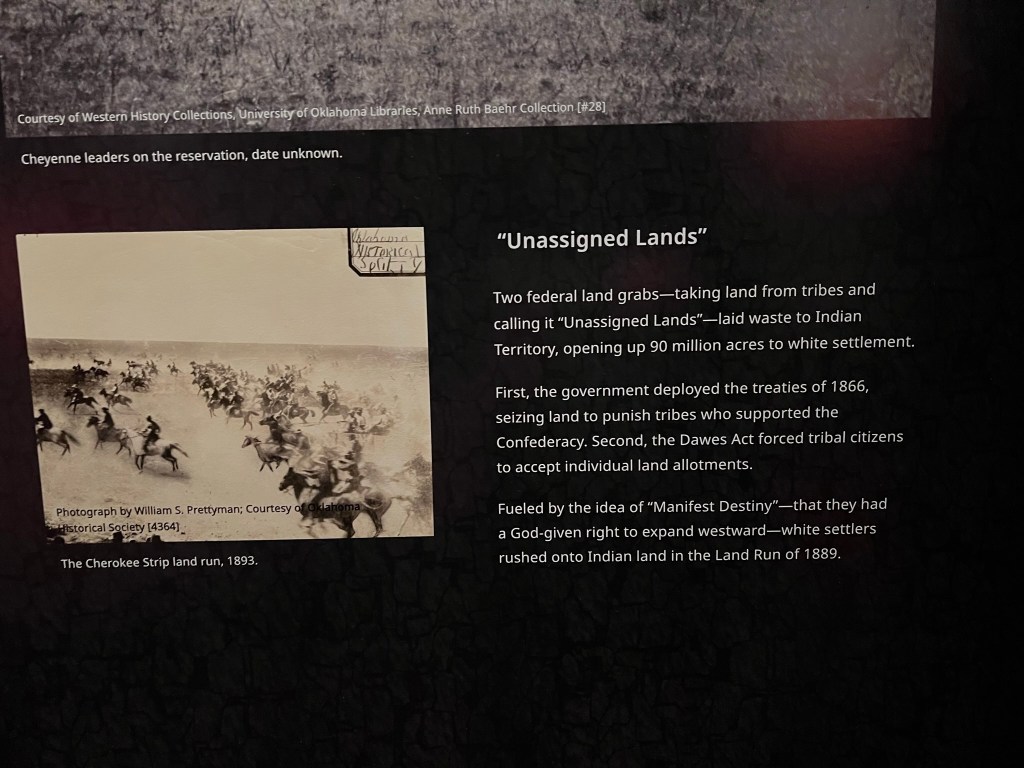 Courtesy of Western History Collections, University of Oklahoma Libraries, Anne Ruth Baehr Collection [#28]
Cheyenne leaders on the reservation, date unknown.
Oklahoma
Historical
Photograph by William S. Prettyman; Courtesy of Oklahoma
Historical Society [4364]
The Cherokee Strip land run, 1893.
“Unassigned Lands”
Two federal land grabs—taking land from tribes and
calling it “Unassigned Lands”—laid waste to Indian
Territory, opening up 90 million acres to white settlement.
First, the government deployed the treaties of 1866,
seizing land to punish tribes who supported the
Confederacy. Second, the Dawes Act forced tribal citizens
to accept individual land allotments.
Fueled by the idea of “Manifest Destiny”—that they had
a God-given right to expand westward—white settlers
rushed onto Indian land in the Land Run of 1889.